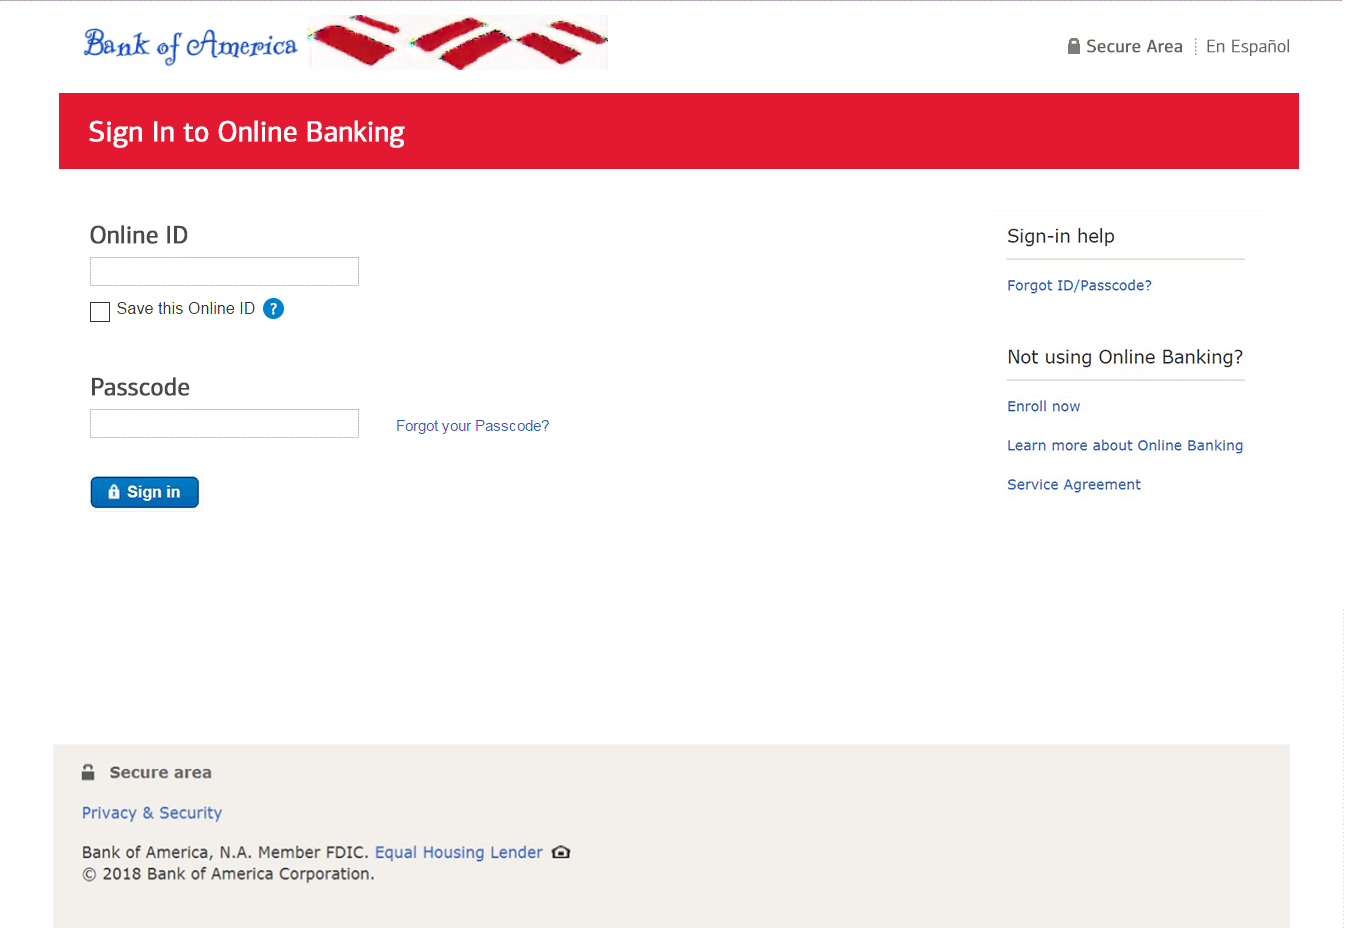 Bank of America
Secure Area
En Español
Sign In to Online Banking
Online ID
Save this Online ID ?
Passcode
Forgot your Passcode?
Sign in
Sign-in help
Forgot ID/Passcode?
Not using Online Banking?
Enroll now
Learn more about Online Banking
Service Agreement
Secure area
Privacy & Security
Bank of America, N.A. Member FDIC. Equal Housing Lender
© 2018 Bank of America Corporation.